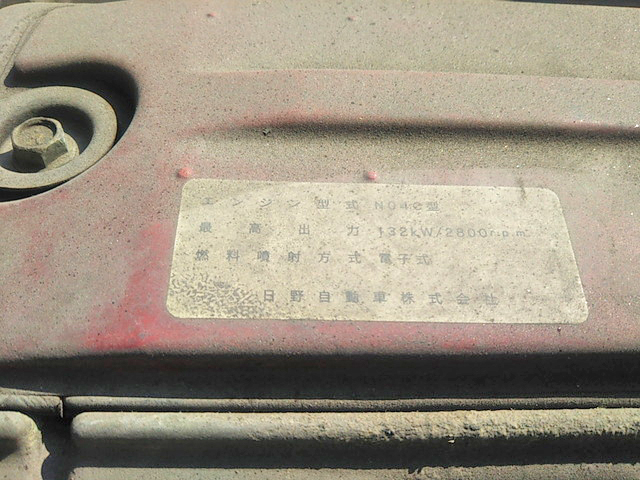 エンジン型式 N04C型
最高出力 132kW/2800r.p.m.
燃料噴射方式 電子式
日野自動車株式会社